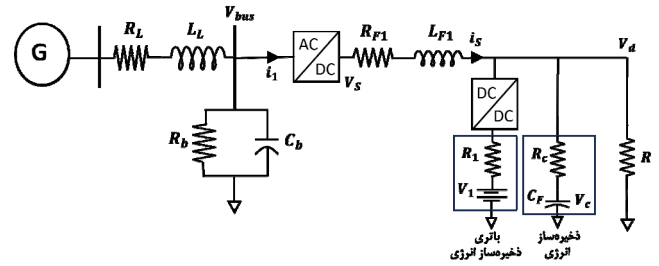 V_bus
R_L
L_L
R_F1
L_F1
i_S
V_d
G
AC
DC
i_1
V_S
DC
DC
R_b
C_b
R_1
R_c
R
V_1
C_F
V_c
باتری
ذخیره‌ساز انرژی
ذخیره‌ساز
انرژی